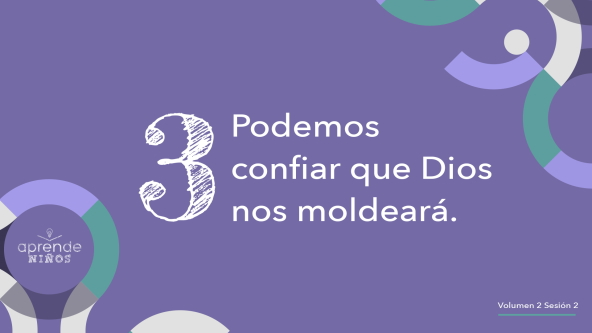 3
Podemos
confiar que Dios
nos moldeará.
aprende
NIÑOS
Volumen 2 Sesión 2